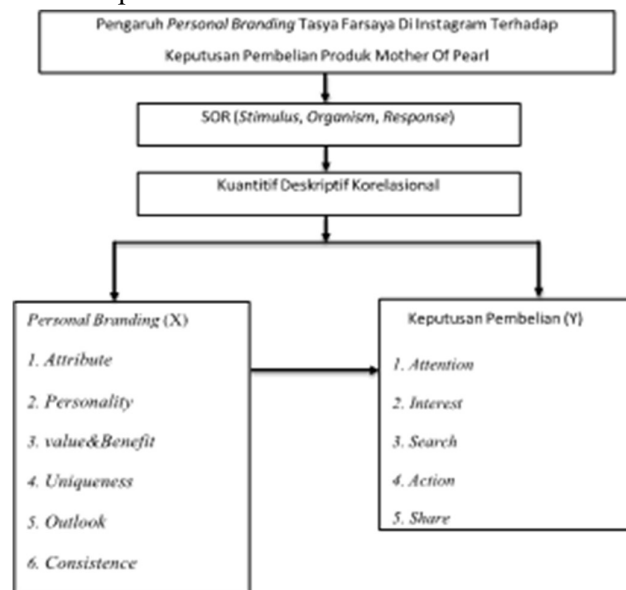 Pengaruh Personal Branding Tasya Farsaya Di Instagram Terhadap
Keputusan Pembelian Produk Mother Of Pearl
SOR (Stimulus, Organism, Response)
Kuantitif Deskriptif Korelasional
Personal Branding (X)
1. Attribute
2. Personality
3. value&Benefit
4. Uniqueness
5. Outlook
6. Consistence
Keputusan Pembelian (Y)
1. Attention
2. Interest
3. Search
4. Action
5. Share